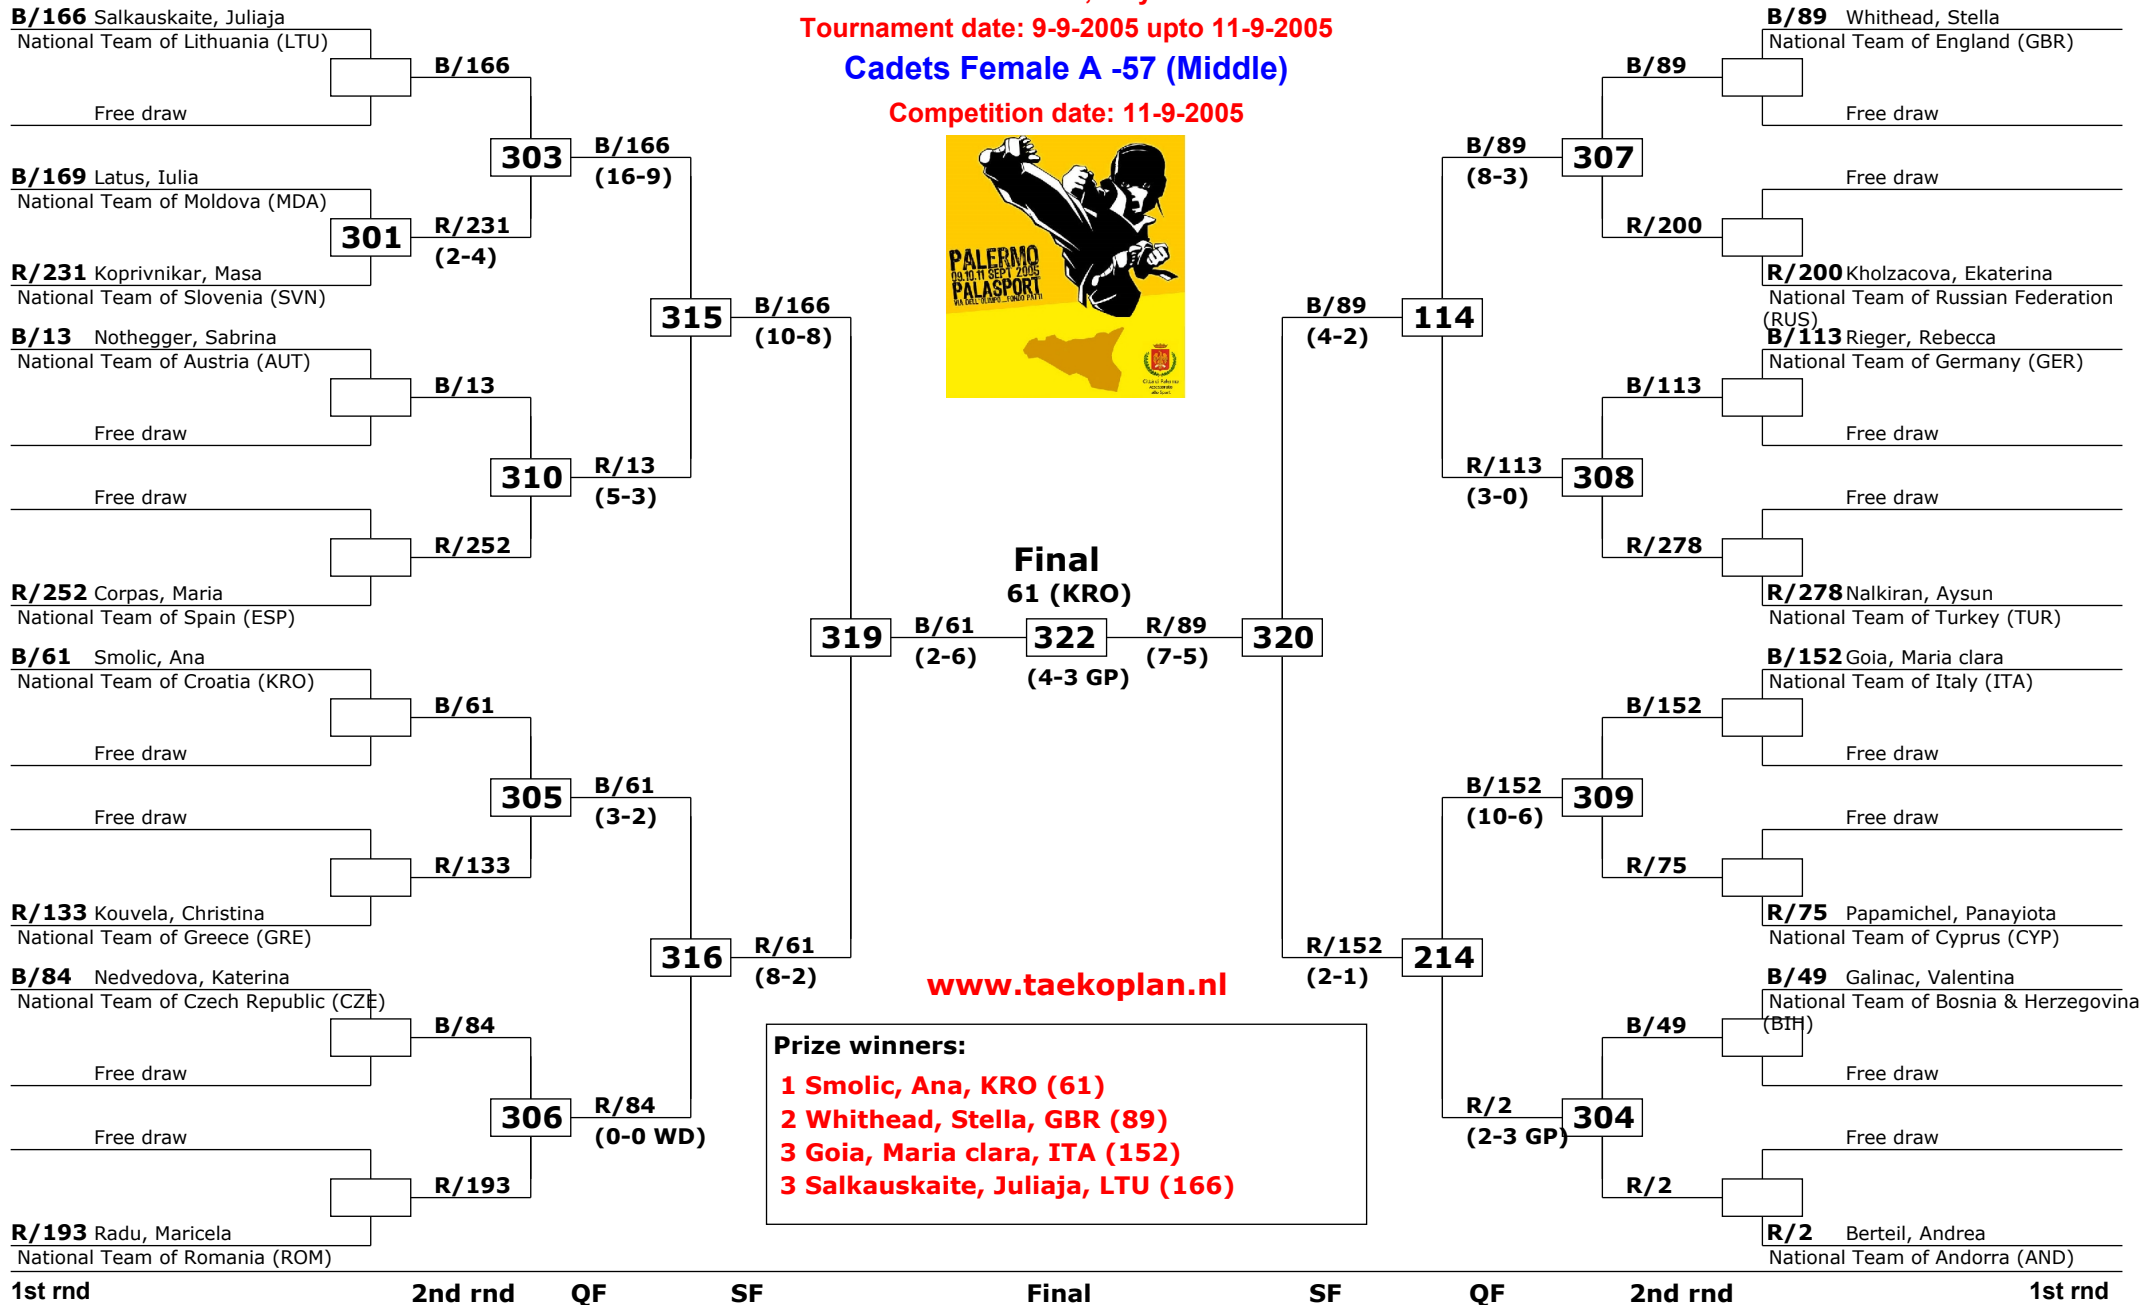 Tournament date: 9-9-2005 upto 11-9-2005
Cadets Female A -57 (Middle)
Competition date: 11-9-2005
PALERMO
09.10.11 SEPT 2005
PALASPORT
VIA DELL'OLIMPO _ FONDO PATTI
Città di Palermo
Assessorato
allo Sport
B/166 Salkauskaite, Juliaja
National Team of Lithuania (LTU)
B/166
Free draw
303
B/166
(16-9)
B/169 Latus, Iulia
National Team of Moldova (MDA)
301
R/231
(2-4)
R/231 Koprivnikar, Masa
National Team of Slovenia (SVN)
315
B/166
(10-8)
B/13 Nothegger, Sabrina
National Team of Austria (AUT)
B/13
Free draw
310
R/13
(5-3)
Free draw
R/252
R/252 Corpas, Maria
National Team of Spain (ESP)
319
B/61
(2-6)
B/61 Smolic, Ana
National Team of Croatia (KRO)
B/61
Free draw
305
B/61
(3-2)
Free draw
R/133
R/133 Kouvela, Christina
National Team of Greece (GRE)
316
R/61
(8-2)
B/84 Nedvedova, Katerina
National Team of Czech Republic (CZE)
B/84
Free draw
306
R/84
(0-0 WD)
Free draw
R/193
R/193 Radu, Maricela
National Team of Romania (ROM)
Final
61 (KRO)
322
(4-3 GP)
R/89
(7-5)
320
B/89 Whithead, Stella
National Team of England (GBR)
B/89
Free draw
B/89
(8-3)
307
Free draw
R/200
R/200 Kholzacova, Ekaterina
National Team of Russian Federation
(RUS)
B/89
(4-2)
114
B/113 Rieger, Rebecca
National Team of Germany (GER)
B/113
Free draw
R/113
(3-0)
308
Free draw
R/278
R/278 Nalkiran, Aysun
National Team of Turkey (TUR)
B/152 Goia, Maria clara
National Team of Italy (ITA)
B/152
Free draw
B/152
(10-6)
309
Free draw
R/75
R/75 Papamichel, Panayiota
National Team of Cyprus (CYP)
R/152
(2-1)
214
B/49 Galinac, Valentina
National Team of Bosnia & Herzegovina
(BIH)
B/49
Free draw
R/2
(2-3 GP)
304
Free draw
R/2
R/2 Berteil, Andrea
National Team of Andorra (AND)
www.taekoplan.nl
Prize winners:
1 Smolic, Ana, KRO (61)
2 Whithead, Stella, GBR (89)
3 Goia, Maria clara, ITA (152)
3 Salkauskaite, Juliaja, LTU (166)
1st rnd 2nd rnd QF SF Final SF QF 2nd rnd 1st rnd